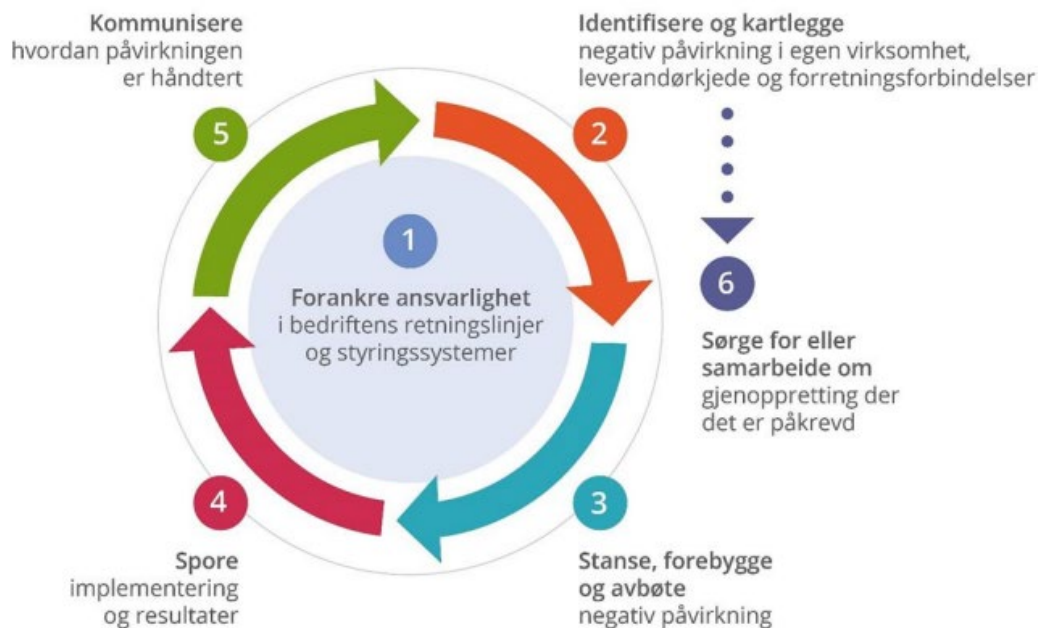 Kommunisere
hvordan påvirkningen
er håndtert
5
Identifisere og kartlegge
negativ påvirkning i egen virksomhet,
leverandørkjede og forretningsforbindelser
2
1
Forankre ansvarlighet
i bedriftens retningslinjer
og styringssystemer
6
Sørge for eller
samarbeide om
gjenoppretting der
det er påkrevd
4
Spore
implementering
og resultater
3
Stanse, forebygge
og avbøte
negativ påvirkning